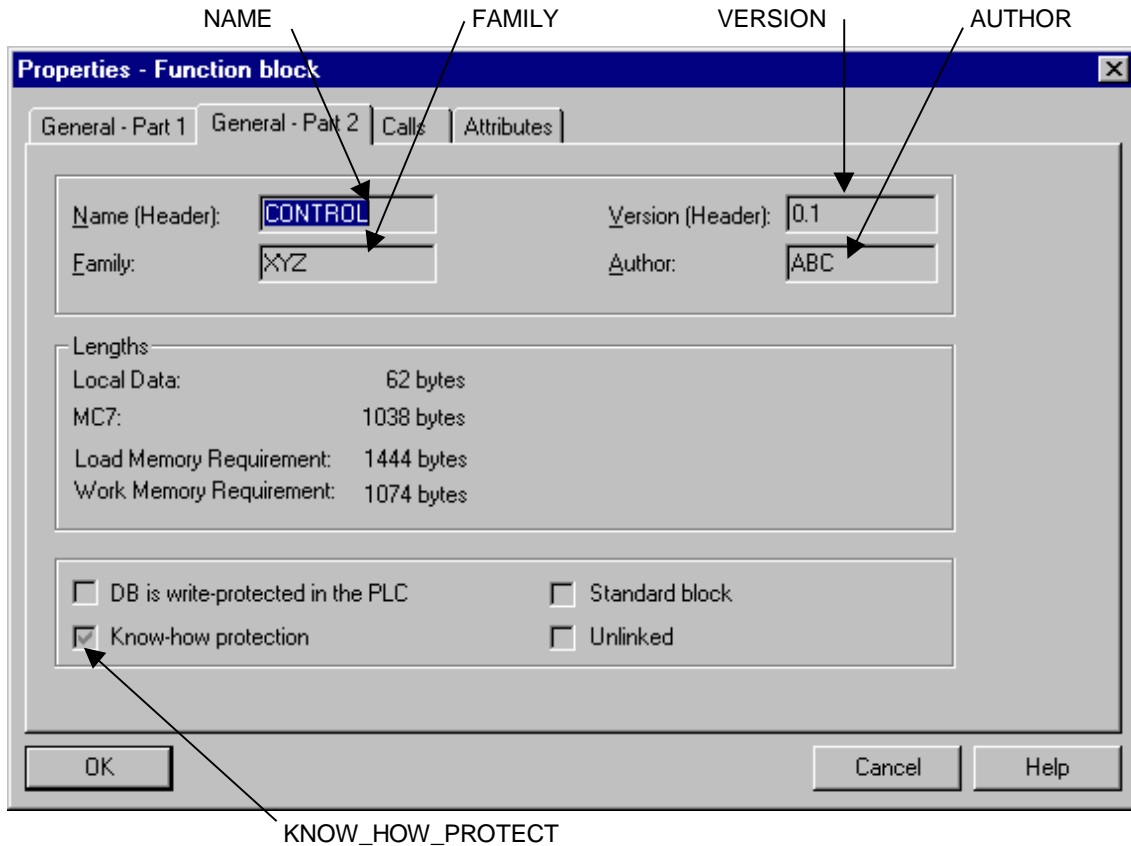 NAME FAMILY VERSION AUTHOR
Properties - Function block
General - Part 1 General - Part 2 Calls Attributes
Name (Header): CONTROL Version (Header): 0.1
Family: XYZ Author: ABC
Lengths
Local Data: 62 bytes
MC7: 1038 bytes
Load Memory Requirement: 1444 bytes
Work Memory Requirement: 1074 bytes
DB is write-protected in the PLC Standard block
Know-how protection Unlinked
OK Cancel Help
KNOW_HOW_PROTECT